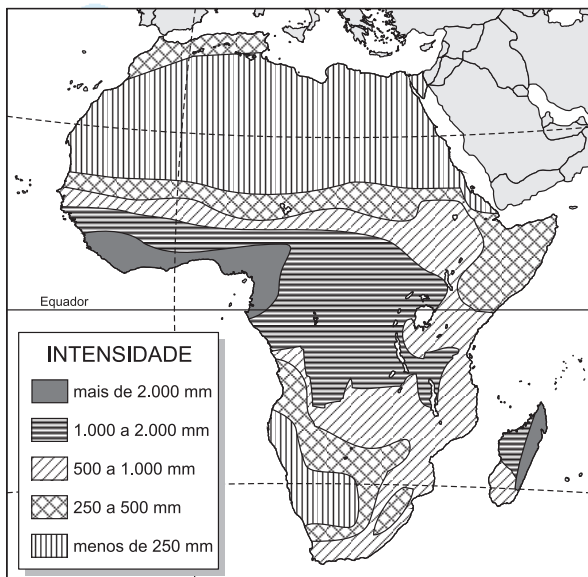 Equador
INTENSIDADE
mais de 2.000 mm
1.000 a 2.000 mm
500 a 1.000 mm
250 a 500 mm
menos de 250 mm